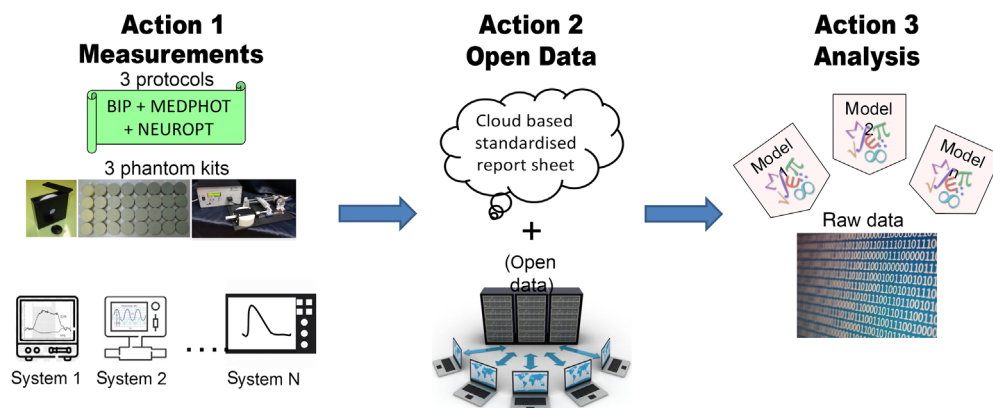 Action 1
Measurements
3 protocols
BIP + MEDPHOT
+ NEUROPT
3 phantom kits
System 1
System 2
System N
Action 2
Open Data
Cloud based
standardised
report sheet
+
(Open
data)
Action 3
Analysis
Model
1
Model
2
Model
n
Raw data